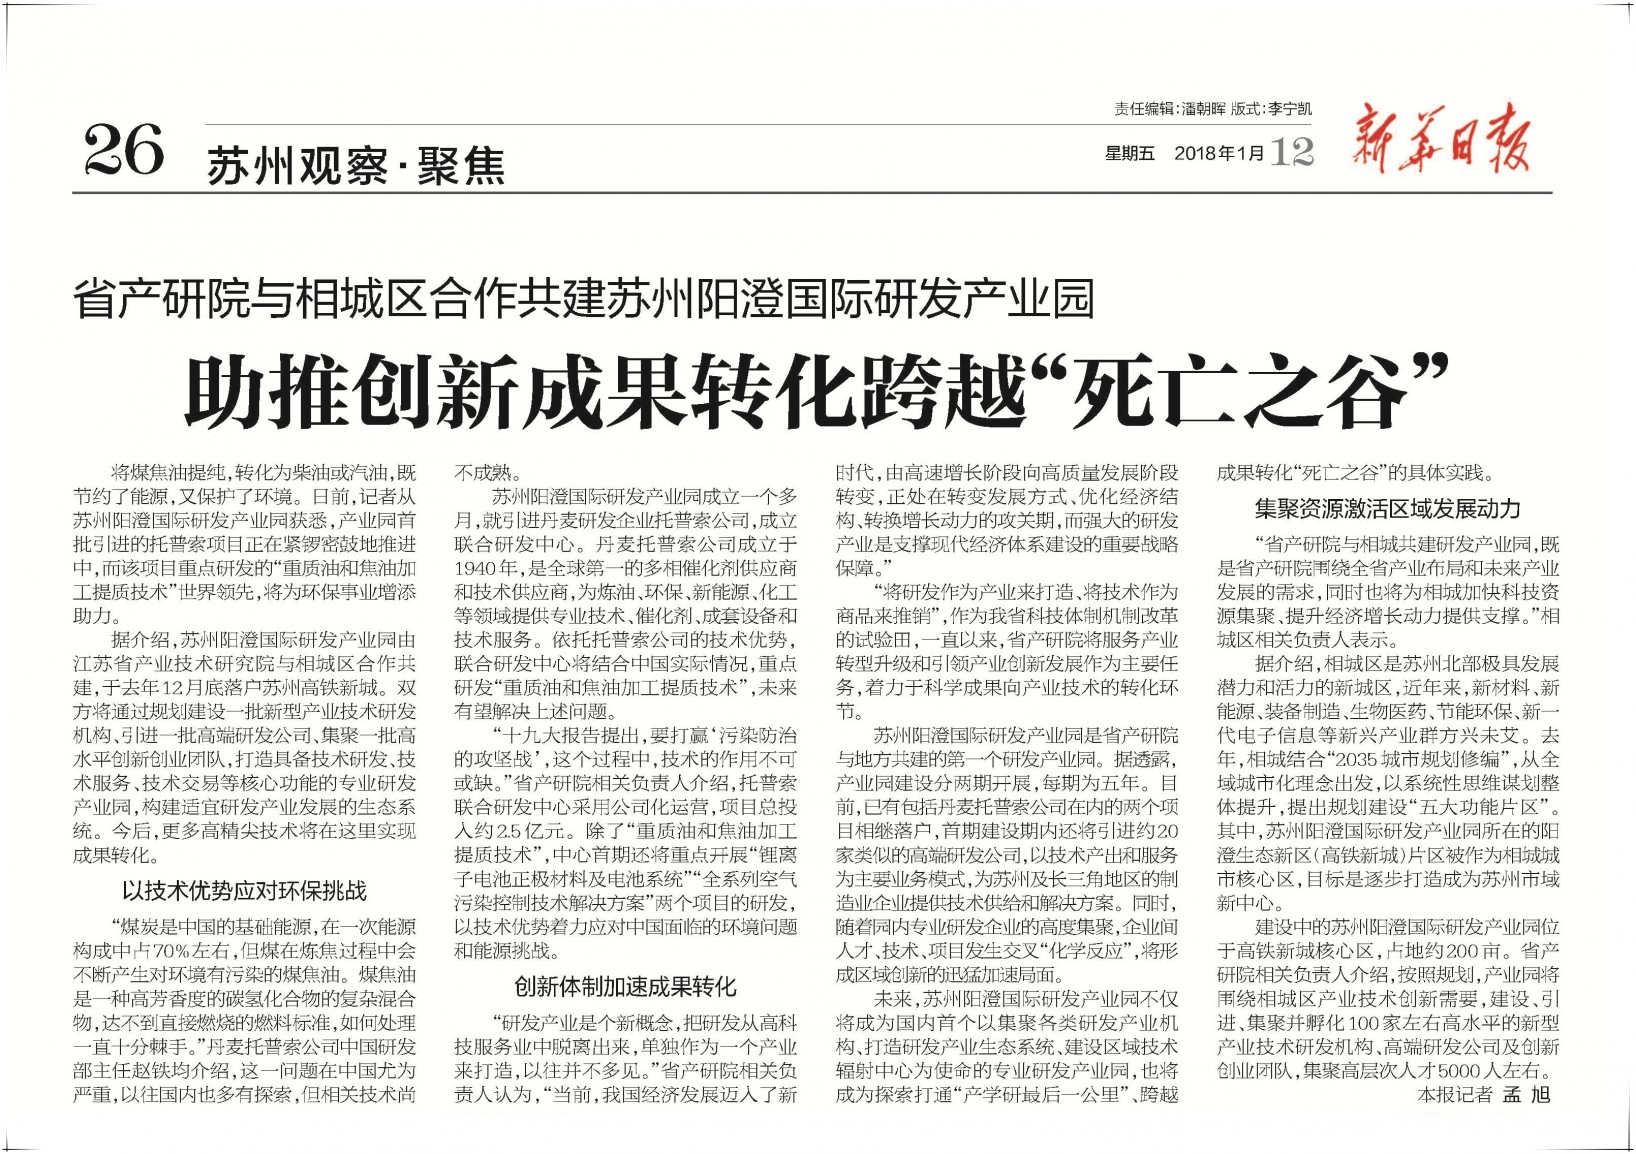 26
苏州观察·聚焦
责任编辑:潘朝晖 版式:李宁凯
星期五 2018年1月12
新华日报
省产研院与相城区合作共建苏州阳澄国际研发产业园
助推创新成果转化跨越“死亡之谷”
将煤焦油提纯,转化为柴油或汽油,既
节约了能源,又保护了环境。日前,记者从
苏州阳澄国际研发产业园获悉,产业园首
批引进的托普索项目正在紧锣密鼓地推进
中,而该项目重点研发的“重质油和焦油加
工提质技术”世界领先,将为环保事业增添
助力。
据介绍,苏州阳澄国际研发产业园由
江苏省产业技术研究院与相城区合作共
建,于去年12月底落户苏州高铁新城。双
方将通过规划建设一批新型产业技术研发
机构、引进一批高端研发公司、集聚一批高
水平创新创业团队,打造具备技术研发、技
术服务、技术交易等核心功能的专业研发
产业园,构建适宜研发产业发展的生态系
统。今后,更多高精尖技术将在这里实现
成果转化。
以技术优势应对环保挑战
“煤炭是中国的基础能源,在一次能源
构成中占70%左右,但煤在炼焦过程中会
不断产生对环境有污染的煤焦油。煤焦油
是一种高芳香度的碳氢化合物的复杂混合
物,达不到直接燃烧的燃料标准,如何处理
一直十分棘手。”丹麦托普索公司中国研发
部主任赵铁均介绍,这一问题在中国尤为
严重,以往国内也多有探索,但相关技术尚
不成熟。
苏州阳澄国际研发产业园成立一个多
月,就引进丹麦研发企业托普索公司,成立
联合研发中心。丹麦托普索公司成立于
1940年,是全球第一的多相催化剂供应商
和技术供应商,为炼油、环保、新能源、化工
等领域提供专业技术、催化剂、成套设备和
技术服务。依托托普索公司的技术优势,
联合研发中心将结合中国实际情况,重点
研发“重质油和焦油加工提质技术”,未来
有望解决上述问题。
“十九大报告提出,要打赢‘污染防治
的攻坚战’,这个过程中,技术的作用不可
或缺。”省产研院相关负责人介绍,托普索
联合研发中心采用公司化运营,项目总投
入约2.5亿元。除了“重质油和焦油加工
提质技术”,中心首期还将重点开展“锂离
子电池正极材料及电池系统”“全系列空气
污染控制技术解决方案”两个项目的研发,
以技术优势着力应对中国面临的环境问题
和能源挑战。
创新体制加速成果转化
“研发产业是个新概念,把研发从高科
技服务业中脱离出来,单独作为一个产业
来打造,以往并不多见。”省产研院相关负
责人认为,“当前,我国经济发展迈入了新
时代,由高速增长阶段向高质量发展阶段
转变,正处在转变发展方式、优化经济结
构、转换增长动力的攻关期,而强大的研发
产业是支撑现代经济体系建设的重要战略
保障。”
“将研发作为产业来打造、将技术作为
商品来推销”,作为我省科技体制机制改革
的试验田,一直以来,省产研院将服务产业
转型升级和引领产业创新发展作为主要任
务,着力于科学成果向产业技术的转化环
节。
苏州阳澄国际研发产业园是省产研院
与地方共建的第一个研发产业园。据透露,
产业园建设分两期开展,每期为五年。目
前,已有包括丹麦托普索公司在内的两个项
目相继落户,首期建设期内还将引进约20
家类似的高端研发公司,以技术产出和服务
为主要业务模式,为苏州及长三角地区的制
造业企业提供技术供给和解决方案。同时,
随着园内专业研发企业的高度集聚,企业间
人才、技术、项目发生交叉“化学反应”,将形
成区域创新的迅猛加速局面。
未来,苏州阳澄国际研发产业园不仅
将成为国内首个以集聚各类研发产业机
构、打造研发产业生态系统、建设区域技术
辐射中心为使命的专业研发产业园,也将
成为探索打通“产学研最后一公里”、跨越
成果转化“死亡之谷”的具体实践。
集聚资源激活区域发展动力
“省产研院与相城共建研发产业园,既
是省产研院围绕全省产业布局和未来产业
发展的需求,同时也将为相城加快科技资
源集聚、提升经济增长动力提供支撑。”相
城区相关负责人表示。
据介绍,相城区是苏州北部极具发展
潜力和活力的新城区,近年来,新材料、新
能源、装备制造、生物医药、节能环保、新一
代电子信息等新兴产业群方兴未艾。去
年,相城结合“2035城市规划修编”,从全
域城市化理念出发,以系统性思维谋划整
体提升,提出规划建设“五大功能片区”。
其中,苏州阳澄国际研发产业园所在的阳
澄生态新区(高铁新城)片区被作为相城城
市核心区,目标是逐步打造成为苏州市域
新中心。
建设中的苏州阳澄国际研发产业园位
于高铁新城核心区,占地约200亩。省产
研院相关负责人介绍,按照规划,产业园将
围绕相城区产业技术创新需要,建设、引
进、集聚并孵化100家左右高水平的新型
产业技术研发机构、高端研发公司及创新
创业团队,集聚高层次人才5000人左右。
本报记者 孟 旭